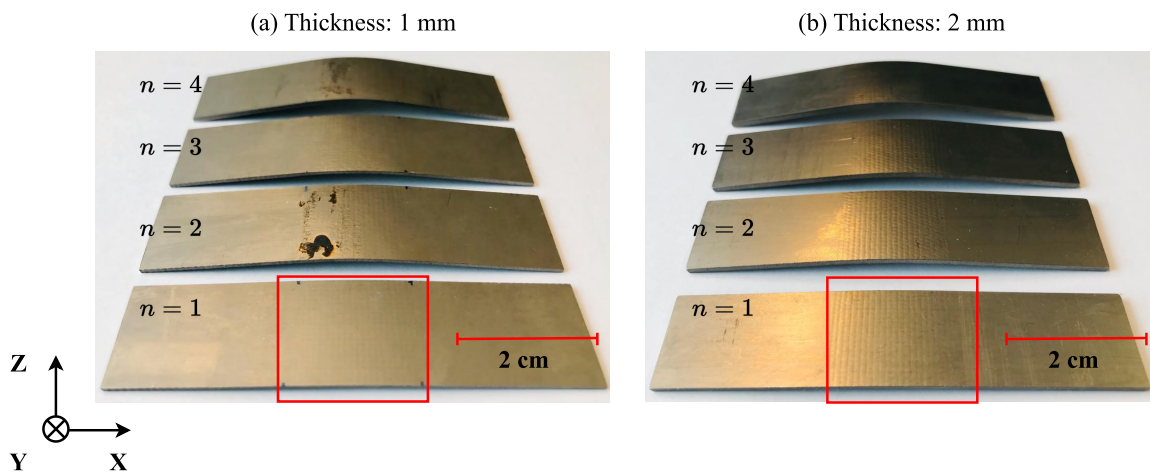 (a) Thickness: 1 mm
n = 4
n = 3
n = 2
n = 1
2 cm
(b) Thickness: 2 mm
n = 4
n = 3
n = 2
n = 1
2 cm
Z
Y
X